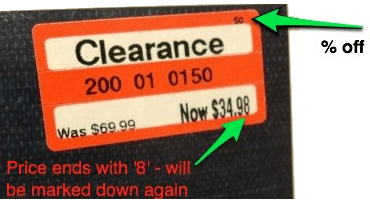 50
% off
Clearance
200 01 0150
Now $34.98
Was $69.99
Price ends with '8' - will
be marked down again